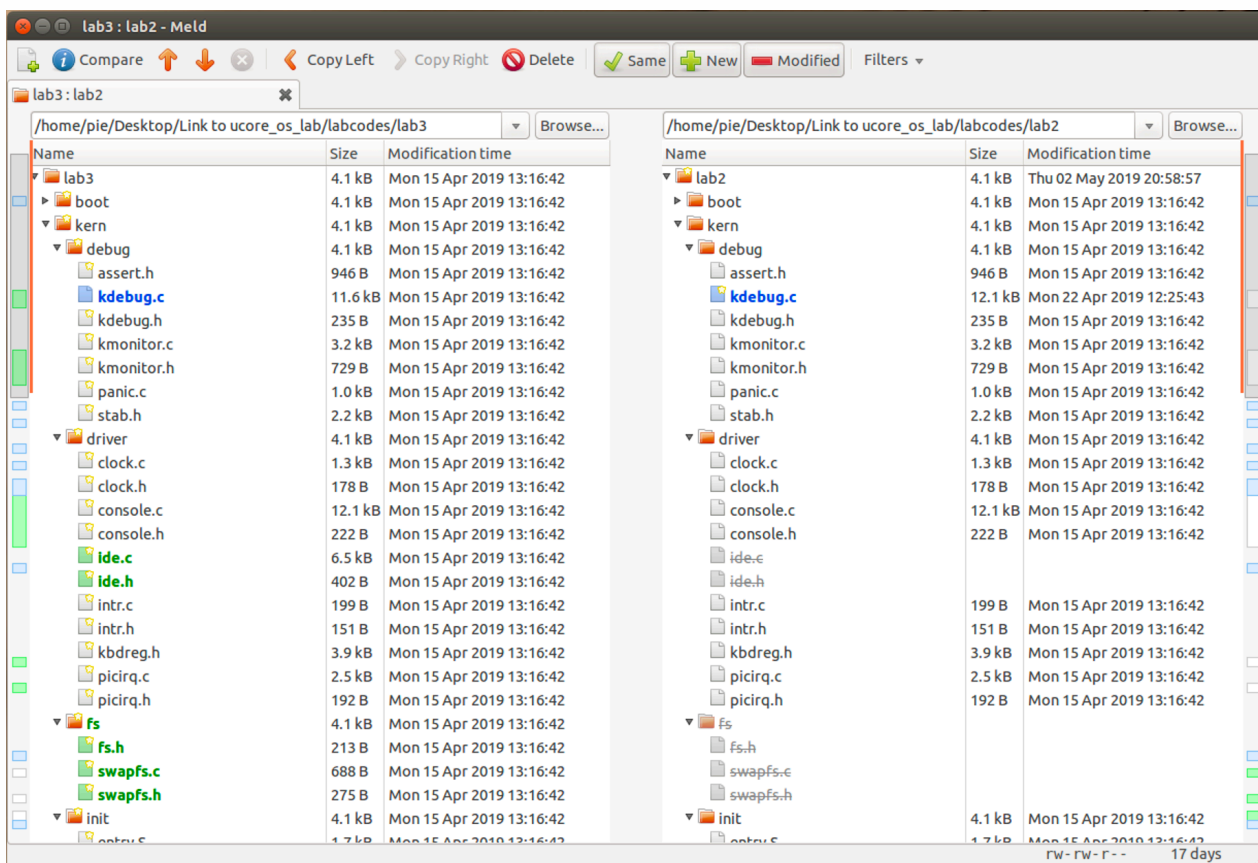 lab3 : lab2 - Meld
Compare Copy Left Copy Right Delete Same New Modified Filters
lab3 : lab2
/home/pie/Desktop/Link to ucore_os_lab/labcodes/lab3 Browse... /home/pie/Desktop/Link to ucore_os_lab/labcodes/lab2 Browse...
Name Size Modification time Name Size Modification time
lab3 4.1 kB Mon 15 Apr 2019 13:16:42 lab2 4.1 kB Thu 02 May 2019 20:58:57
boot 4.1 kB Mon 15 Apr 2019 13:16:42 boot 4.1 kB Mon 15 Apr 2019 13:16:42
kern 4.1 kB Mon 15 Apr 2019 13:16:42 kern 4.1 kB Mon 15 Apr 2019 13:16:42
debug 4.1 kB Mon 15 Apr 2019 13:16:42 debug 4.1 kB Mon 15 Apr 2019 13:16:42
assert.h 946 B Mon 15 Apr 2019 13:16:42 assert.h 946 B Mon 15 Apr 2019 13:16:42
kdebug.c 11.6 kB Mon 15 Apr 2019 13:16:42 kdebug.c 12.1 kB Mon 22 Apr 2019 12:25:43
kdebug.h 235 B Mon 15 Apr 2019 13:16:42 kdebug.h 235 B Mon 15 Apr 2019 13:16:42
kmonitor.c 3.2 kB Mon 15 Apr 2019 13:16:42 kmonitor.c 3.2 kB Mon 15 Apr 2019 13:16:42
kmonitor.h 729 B Mon 15 Apr 2019 13:16:42 kmonitor.h 729 B Mon 15 Apr 2019 13:16:42
panic.c 1.0 kB Mon 15 Apr 2019 13:16:42 panic.c 1.0 kB Mon 15 Apr 2019 13:16:42
stab.h 2.2 kB Mon 15 Apr 2019 13:16:42 stab.h 2.2 kB Mon 15 Apr 2019 13:16:42
driver 4.1 kB Mon 15 Apr 2019 13:16:42 driver 4.1 kB Mon 15 Apr 2019 13:16:42
clock.c 1.3 kB Mon 15 Apr 2019 13:16:42 clock.c 1.3 kB Mon 15 Apr 2019 13:16:42
clock.h 178 B Mon 15 Apr 2019 13:16:42 clock.h 178 B Mon 15 Apr 2019 13:16:42
console.c 12.1 kB Mon 15 Apr 2019 13:16:42 console.c 12.1 kB Mon 15 Apr 2019 13:16:42
console.h 222 B Mon 15 Apr 2019 13:16:42 console.h 222 B Mon 15 Apr 2019 13:16:42
ide.c 6.5 kB Mon 15 Apr 2019 13:16:42 ide.c
ide.h 402 B Mon 15 Apr 2019 13:16:42 ide.h
intr.c 199 B Mon 15 Apr 2019 13:16:42 intr.c 199 B Mon 15 Apr 2019 13:16:42
intr.h 151 B Mon 15 Apr 2019 13:16:42 intr.h 151 B Mon 15 Apr 2019 13:16:42
kbdreg.h 3.9 kB Mon 15 Apr 2019 13:16:42 kbdreg.h 3.9 kB Mon 15 Apr 2019 13:16:42
picirq.c 2.5 kB Mon 15 Apr 2019 13:16:42 picirq.c 2.5 kB Mon 15 Apr 2019 13:16:42
picirq.h 192 B Mon 15 Apr 2019 13:16:42 picirq.h 192 B Mon 15 Apr 2019 13:16:42
fs 4.1 kB Mon 15 Apr 2019 13:16:42 fs
fs.h 213 B Mon 15 Apr 2019 13:16:42 fs.h
swapfs.c 688 B Mon 15 Apr 2019 13:16:42 swapfs.c
swapfs.h 275 B Mon 15 Apr 2019 13:16:42 swapfs.h
init 4.1 kB Mon 15 Apr 2019 13:16:42 init 4.1 kB Mon 15 Apr 2019 13:16:42
entry.S 1.7 kB Mon 15 Apr 2019 13:16:42 entry.S 1.7 kB Mon 15 Apr 2019 13:16:42
rw-rw-r-- 17 days